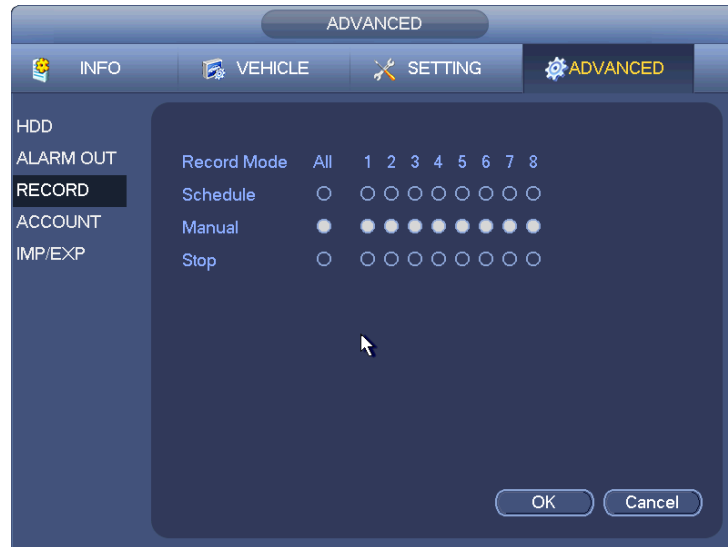 ADVANCED
INFO VEHICLE SETTING ADVANCED
HDD
ALARM OUT
RECORD
ACCOUNT
IMP/EXP
Record Mode All 1 2 3 4 5 6 7 8
Schedule
Manual
Stop
OK Cancel